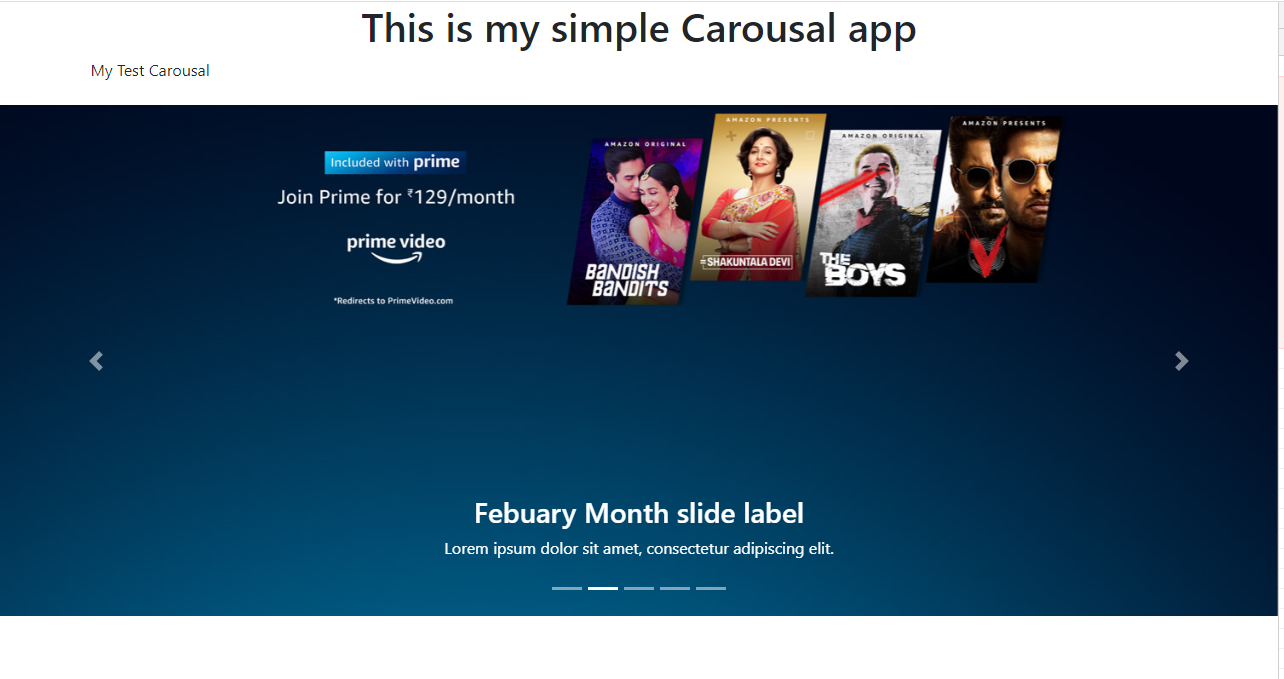 This is my simple Carousal app
My Test Carousal
Included with prime
Join Prime for ₹129/month
prime video
*Redirects to PrimeVideo.com
AMAZON ORIGINAL
BANDISH
BANDITS
AMAZON PRESENTS
SHAKUNTALA DEVI
AMAZON ORIGINAL
THE
BOYS
AMAZON PRESENTS
V
Febuary Month slide label
Lorem ipsum dolor sit amet, consectetur adipiscing elit.